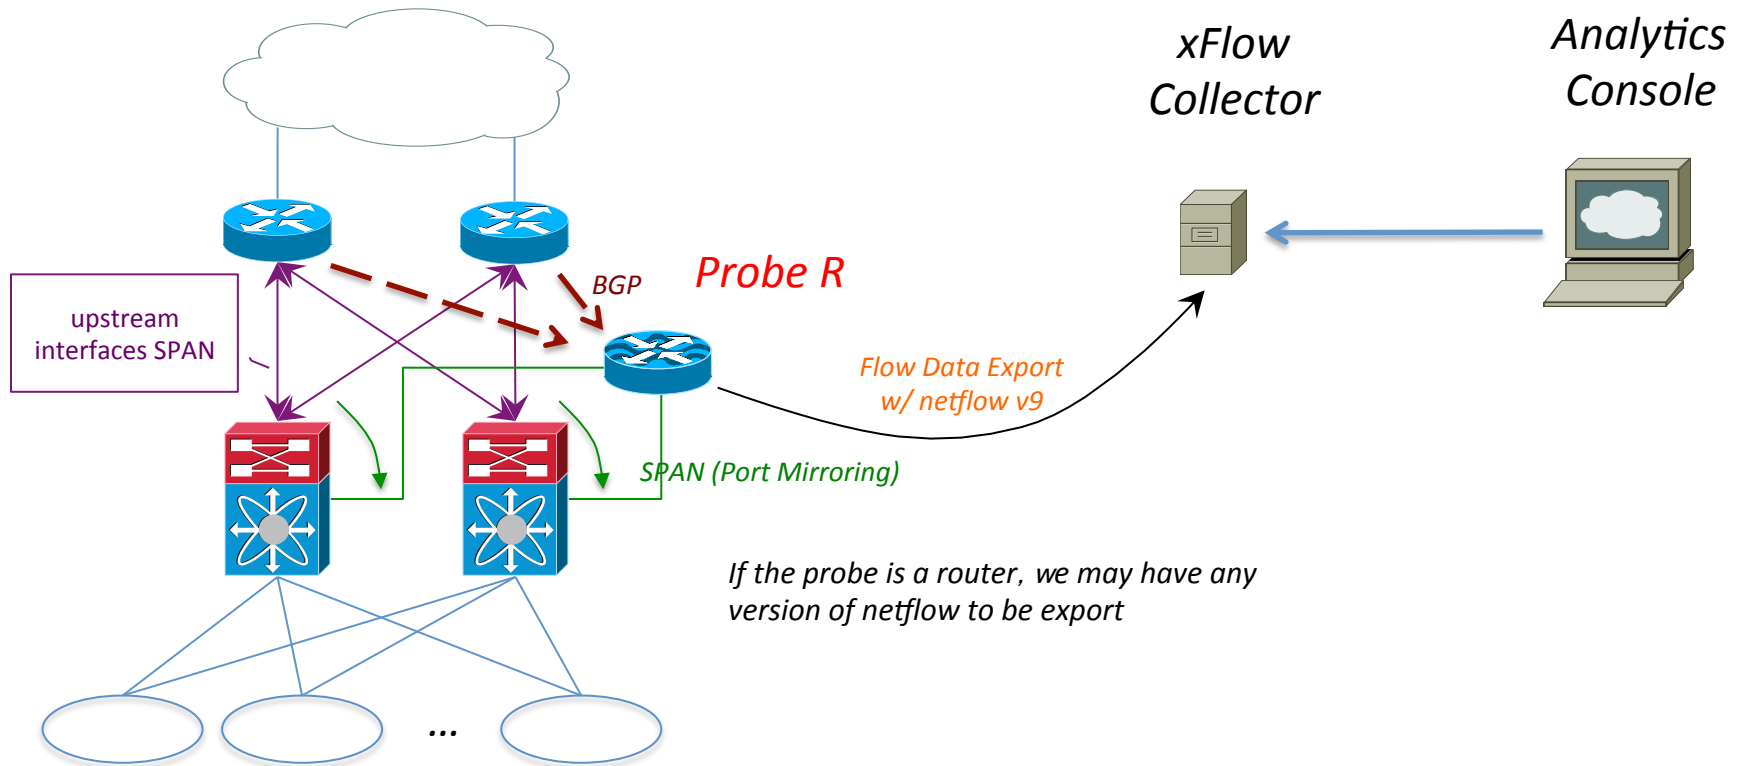 xFlow
Collector
Analytics
Console
Probe R
BGP
upstream
interfaces SPAN
Flow Data Export
w/ netflow v9
SPAN (Port Mirroring)
If the probe is a router, we may have any
version of netflow to be export
...